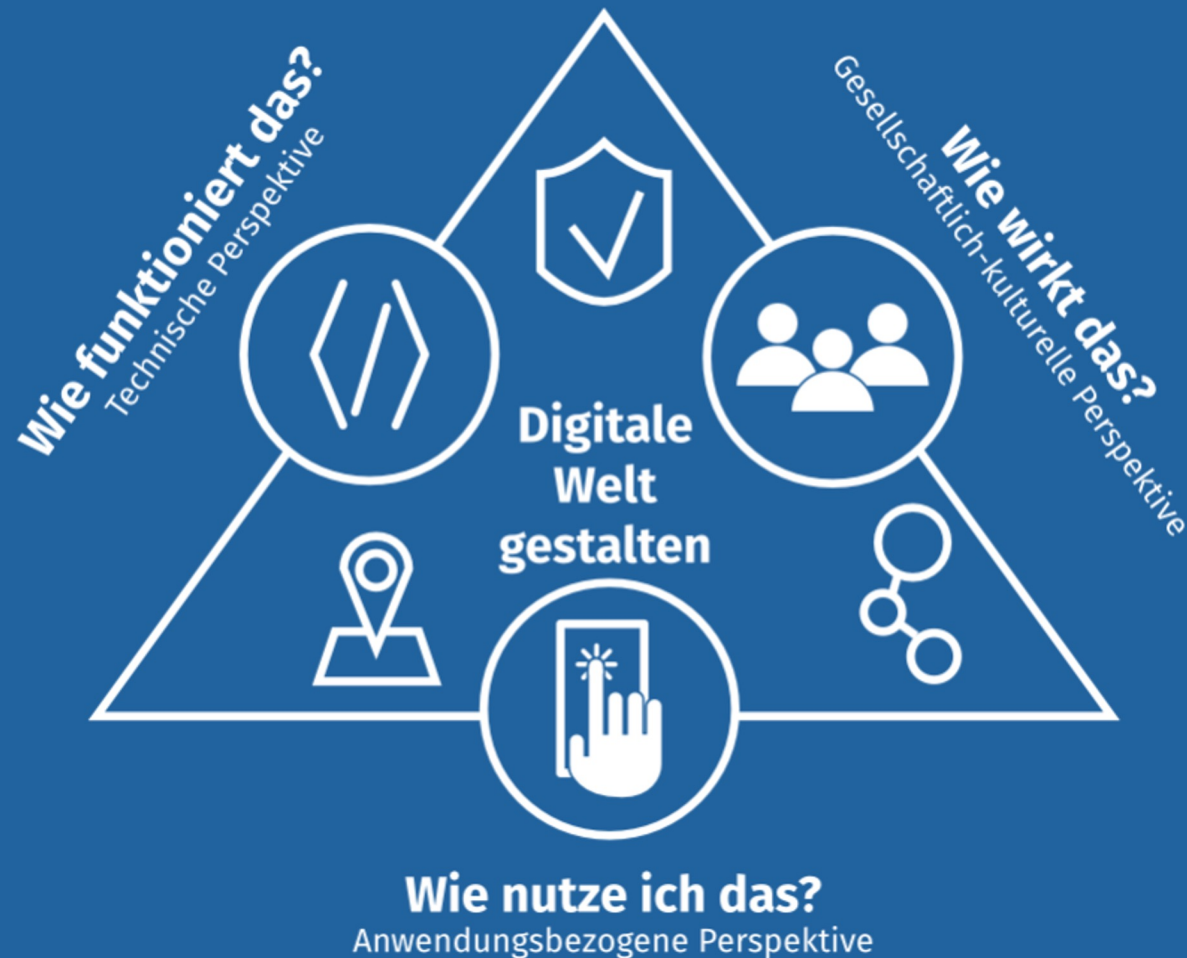 Wie funktioniert das?
Technische Perspektive
Wie wirkt das?
Gesellschaftlich-kulturelle Perspektive
Digitale
Welt
gestalten
Wie nutze ich das?
Anwendungsbezogene Perspektive